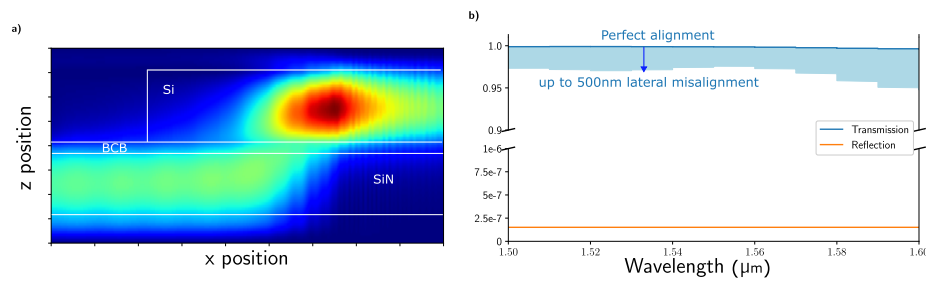 a)
Si
BCB
SiN
z position
x position
b)
Perfect alignment
up to 500nm lateral misalignment
1.0
0.95
0.9
1e-6
7.5e-7
5e-7
2.5e-7
0
Transmission
Reflection
1.50
1.52
1.54
1.56
1.58
1.60
Wavelength (μm)